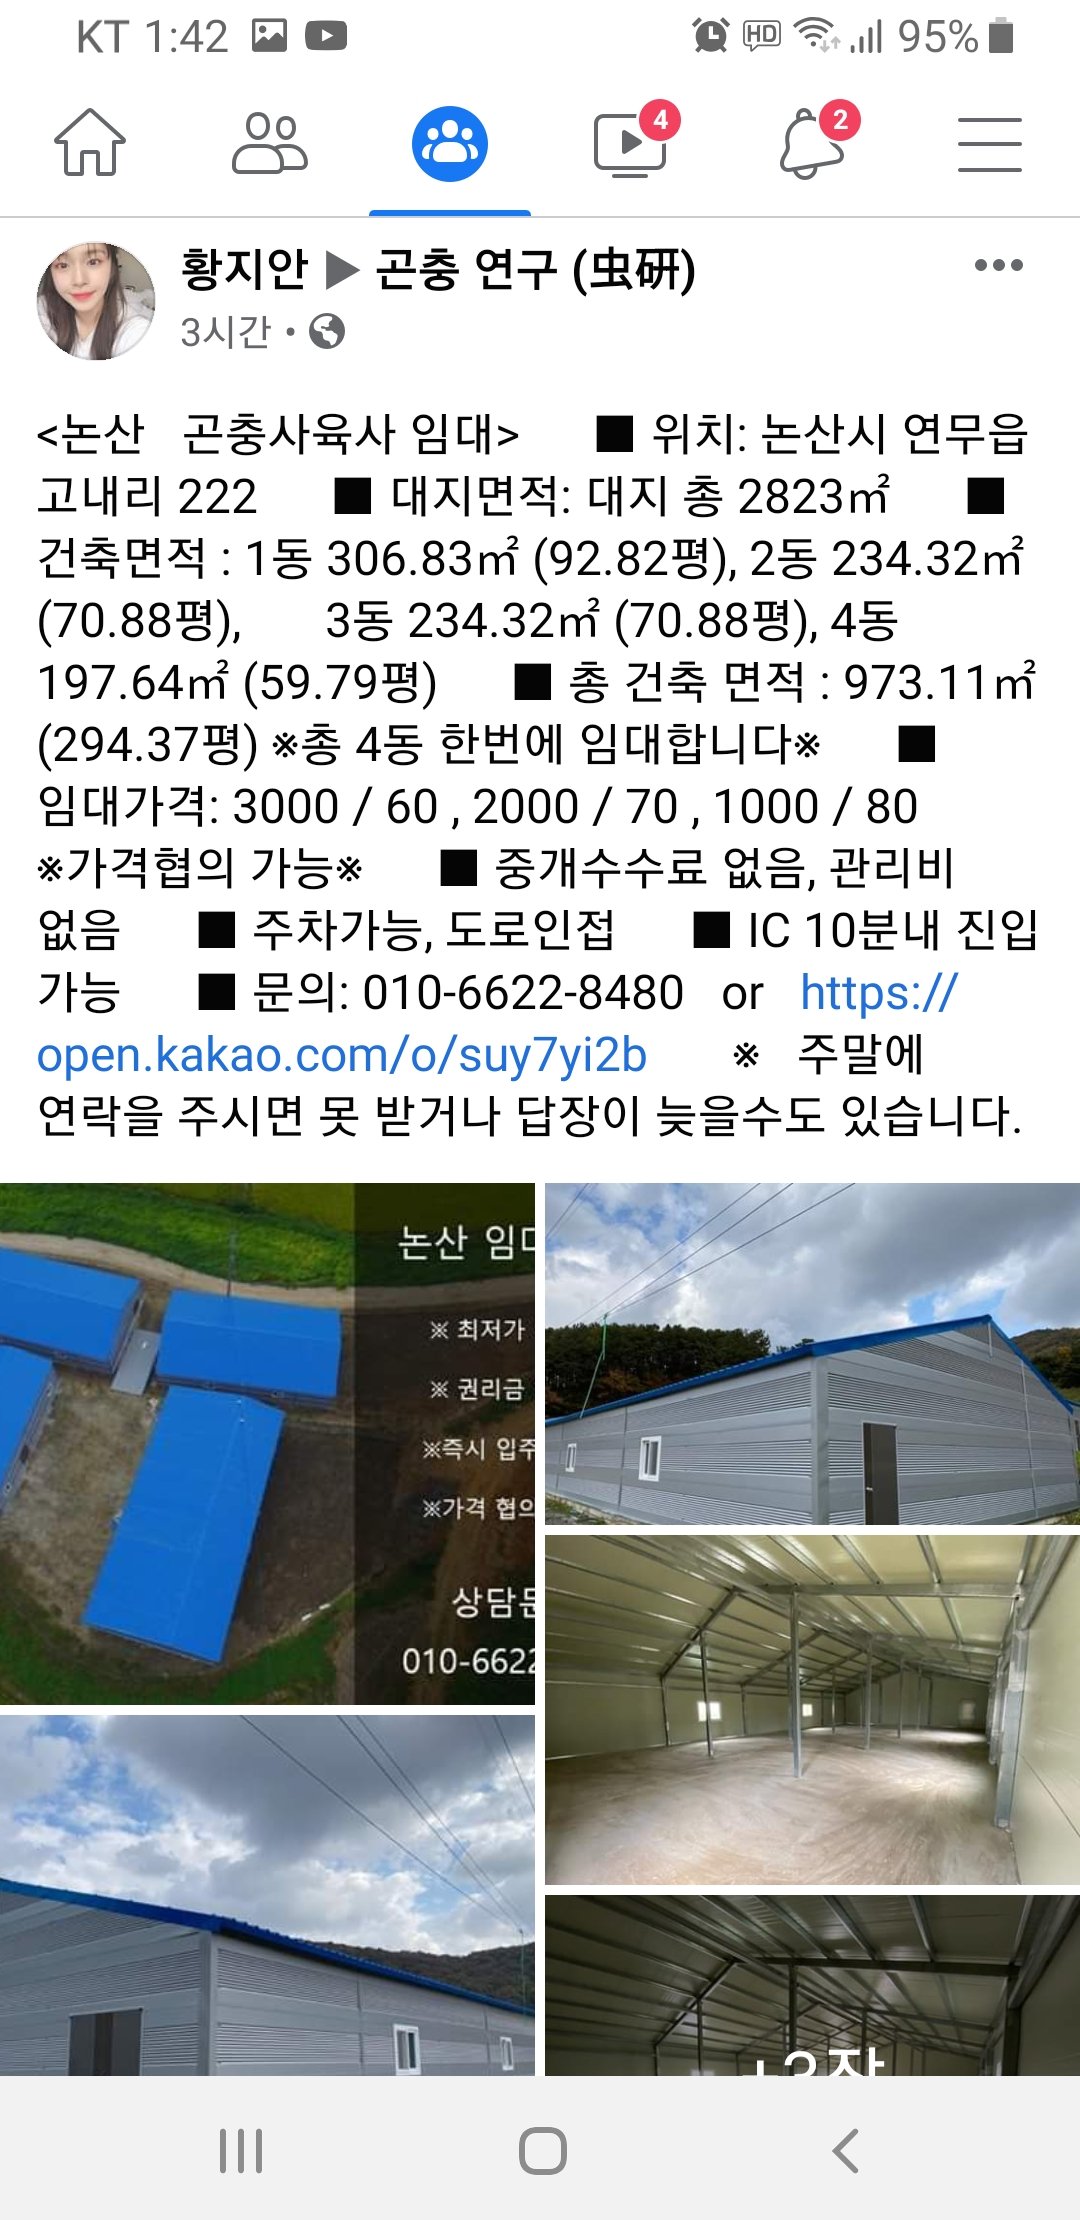 KT 1:42
HD
95%
4
2
황지안 ▶ 곤충 연구 (虫研)
3시간 •
<논산 곤충사육사 임대> ■ 위치: 논산시 연무읍
고내리 222 ■ 대지면적: 대지 총 2823㎡ ■
건축면적 : 1동 306.83㎡ (92.82평), 2동 234.32㎡
(70.88평), 3동 234.32㎡ (70.88평), 4동
197.64㎡ (59.79평) ■ 총 건축 면적 : 973.11㎡
(294.37평) ※총 4동 한번에 임대합니다※ ■
임대가격: 3000 / 60 , 2000 / 70 , 1000 / 80
※가격협의 가능※ ■ 중개수수료 없음, 관리비
없음 ■ 주차가능, 도로인접 ■ IC 10분내 진입
가능 ■ 문의: 010-6622-8480 or https://
open.kakao.com/o/suy7yi2b ※ 주말에
연락을 주시면 못 받거나 답장이 늦을수도 있습니다.
논산
※ 최저가
※ 권리금
※즉시 입주
※가격 협의
010-6622